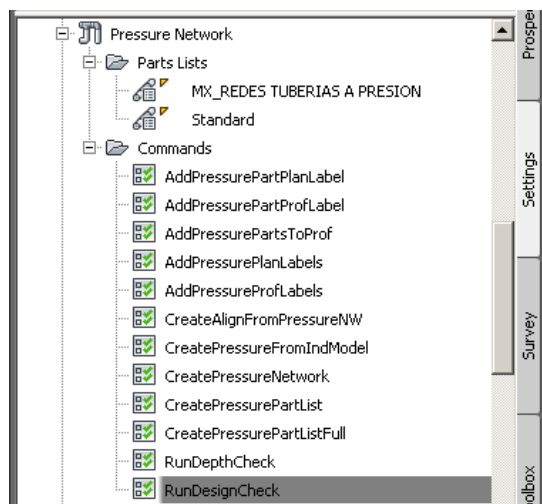 Pressure Network
Parts Lists
MX_REDES TUBERIAS A PRESION
Standard
Commands
AddPressurePartPlanLabel
AddPressurePartProfLabel
AddPressurePartsToProf
AddPressurePlanLabels
AddPressureProfLabels
CreateAlignFromPressureNW
CreatePressureFromIndModel
CreatePressureNetwork
CreatePressurePartList
CreatePressurePartListFull
RunDepthCheck
RunDesignCheck
Prospe
Settings
Survey
olbox